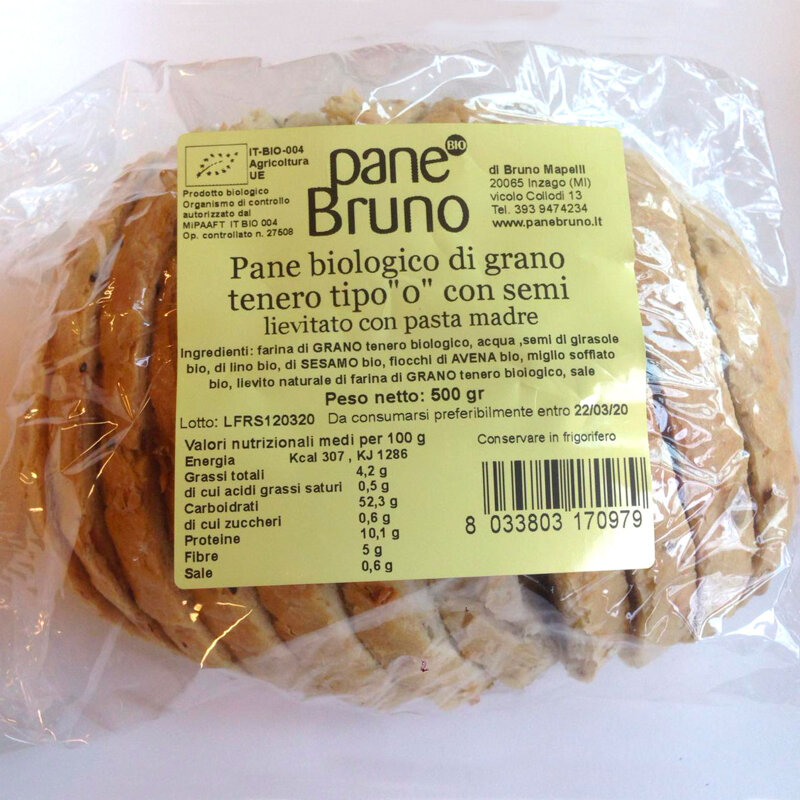 IT-BIO-004
Agricoltura
UE
Prodotto biologico
Organismo di controllo
autorizzato dal
MIPAAFT IT BIO 004
Op. controllato n. 27508
pane BIO
Bruno
di Bruno Mapelli
20065 Inzago (MI)
vicolo Collodi 13
Tel. 393 9474234
www.panebruno.it
Pane biologico di grano
tenero tipo"0" con semi
lievitato con pasta madre
Ingredienti: farina di GRANO tenero biologico, acqua ,semi di girasole
bio, di lino bio, di SESAMO bio, fiocchi di AVENA bio, miglio soffiato
bio, lievito naturale di farina di GRANO tenero biologico, sale
Peso netto: 500 gr
Lotto: LFRS120320 Da consumarsi preferibilmente entro 22/03/20
Valori nutrizionali medi per 100 g
Energia Kcal 307 , KJ 1286
Grassi totali 4,2 g
di cui acidi grassi saturi 0,5 g
Carboidrati 52,3 g
di cui zuccheri 0,6 g
Proteine 10,1 g
Fibre 5 g
Sale 0,6 g
Conservare in frigorifero
8 033803 170979